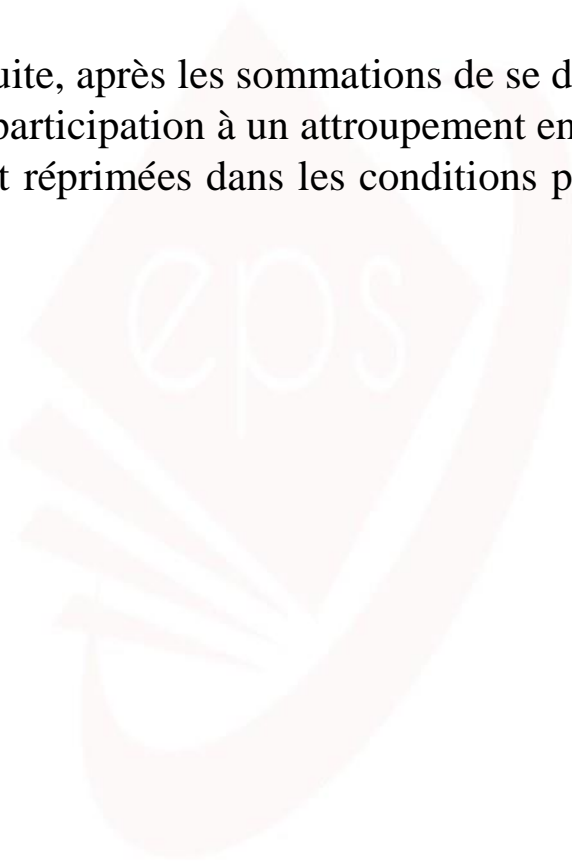 uite, après les sommations de se d
participation à un attroupement en
t réprimées dans les conditions p
eps